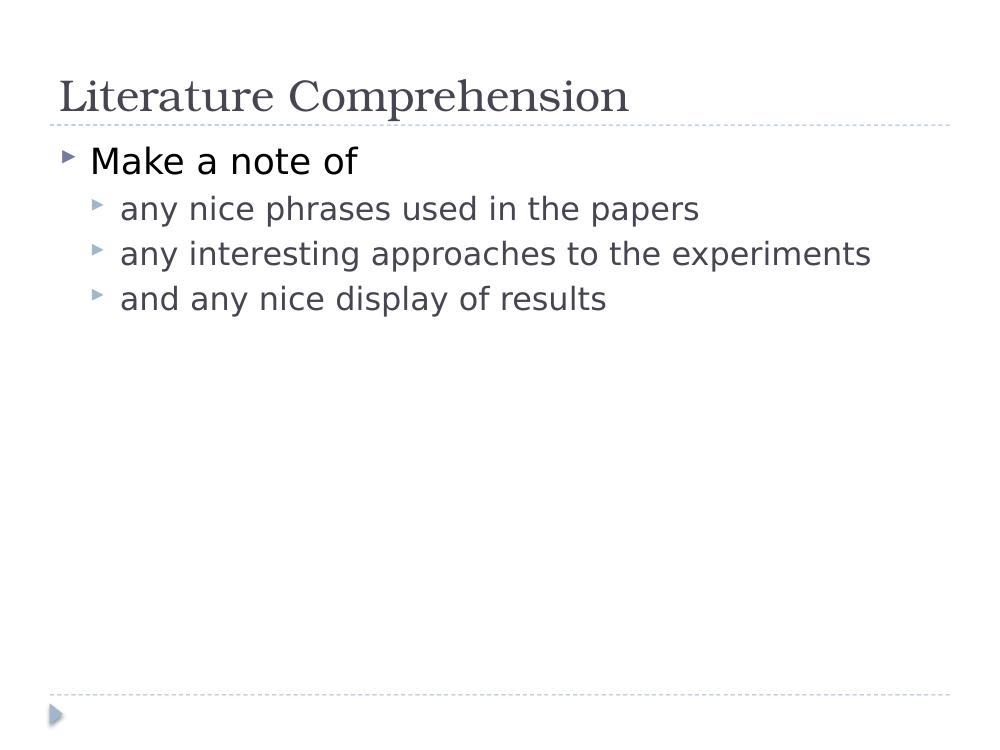 Literature Comprehension
Make a note of
any nice phrases used in the papers
any interesting approaches to the experiments
and any nice display of results